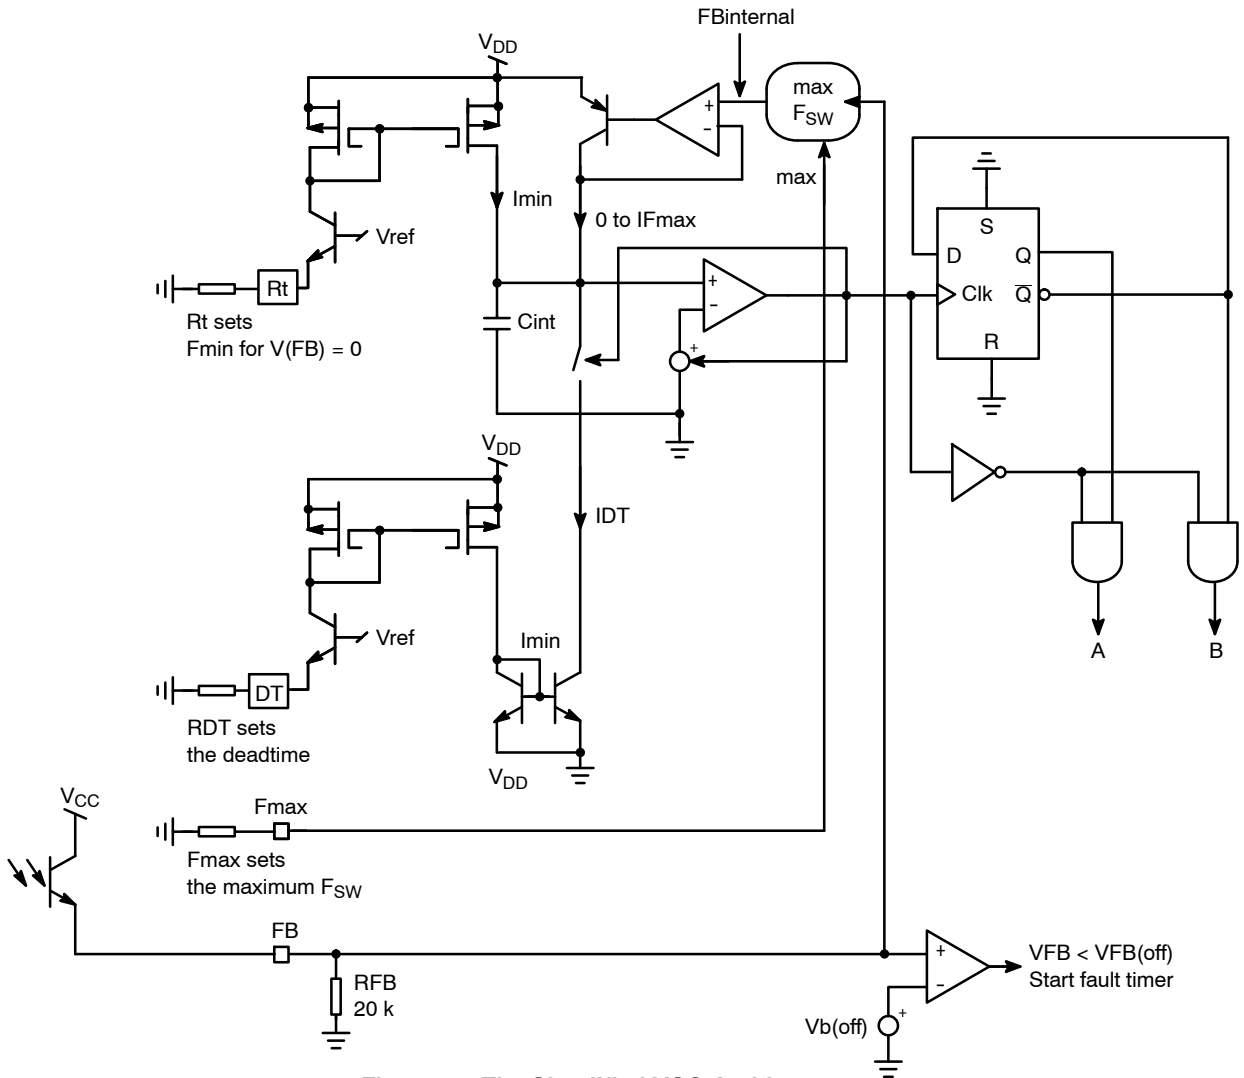 FBinternal
VDD
max
FSW
max
Imin
0 to IFmax
Vref
Rt
Rt sets
Fmin for V(FB) = 0
Cint
+
-
+
-
+
S
D
Q
Clk
Q
R
VDD
IDT
Vref
Imin
DT
RDT sets
the deadtime
VDD
A
B
VCC
Fmax
Fmax sets
the maximum FSW
FB
RFB
20 k
+
-
VFB < VFB(off)
Start fault timer
Vb(off)
+